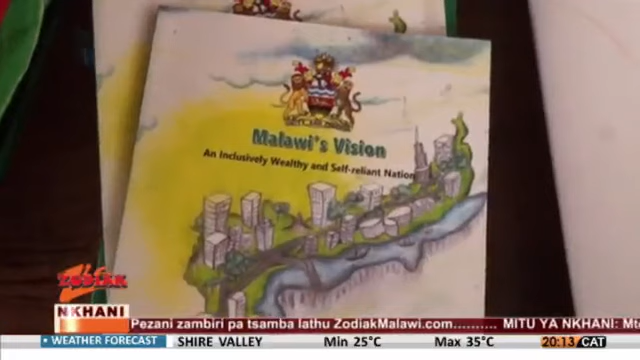 Malawi's Vision
An Inclusively Wealthy and Self-reliant Nation
ZODIAK
NKHANI
Pezani zambiri pa tsamba lathu ZodiakMalawi.com.......... MITU YA NKHANI:
WEATHER FORECAST SHIRE VALLEY Min 25°C Max 35°C 20:13 CAT